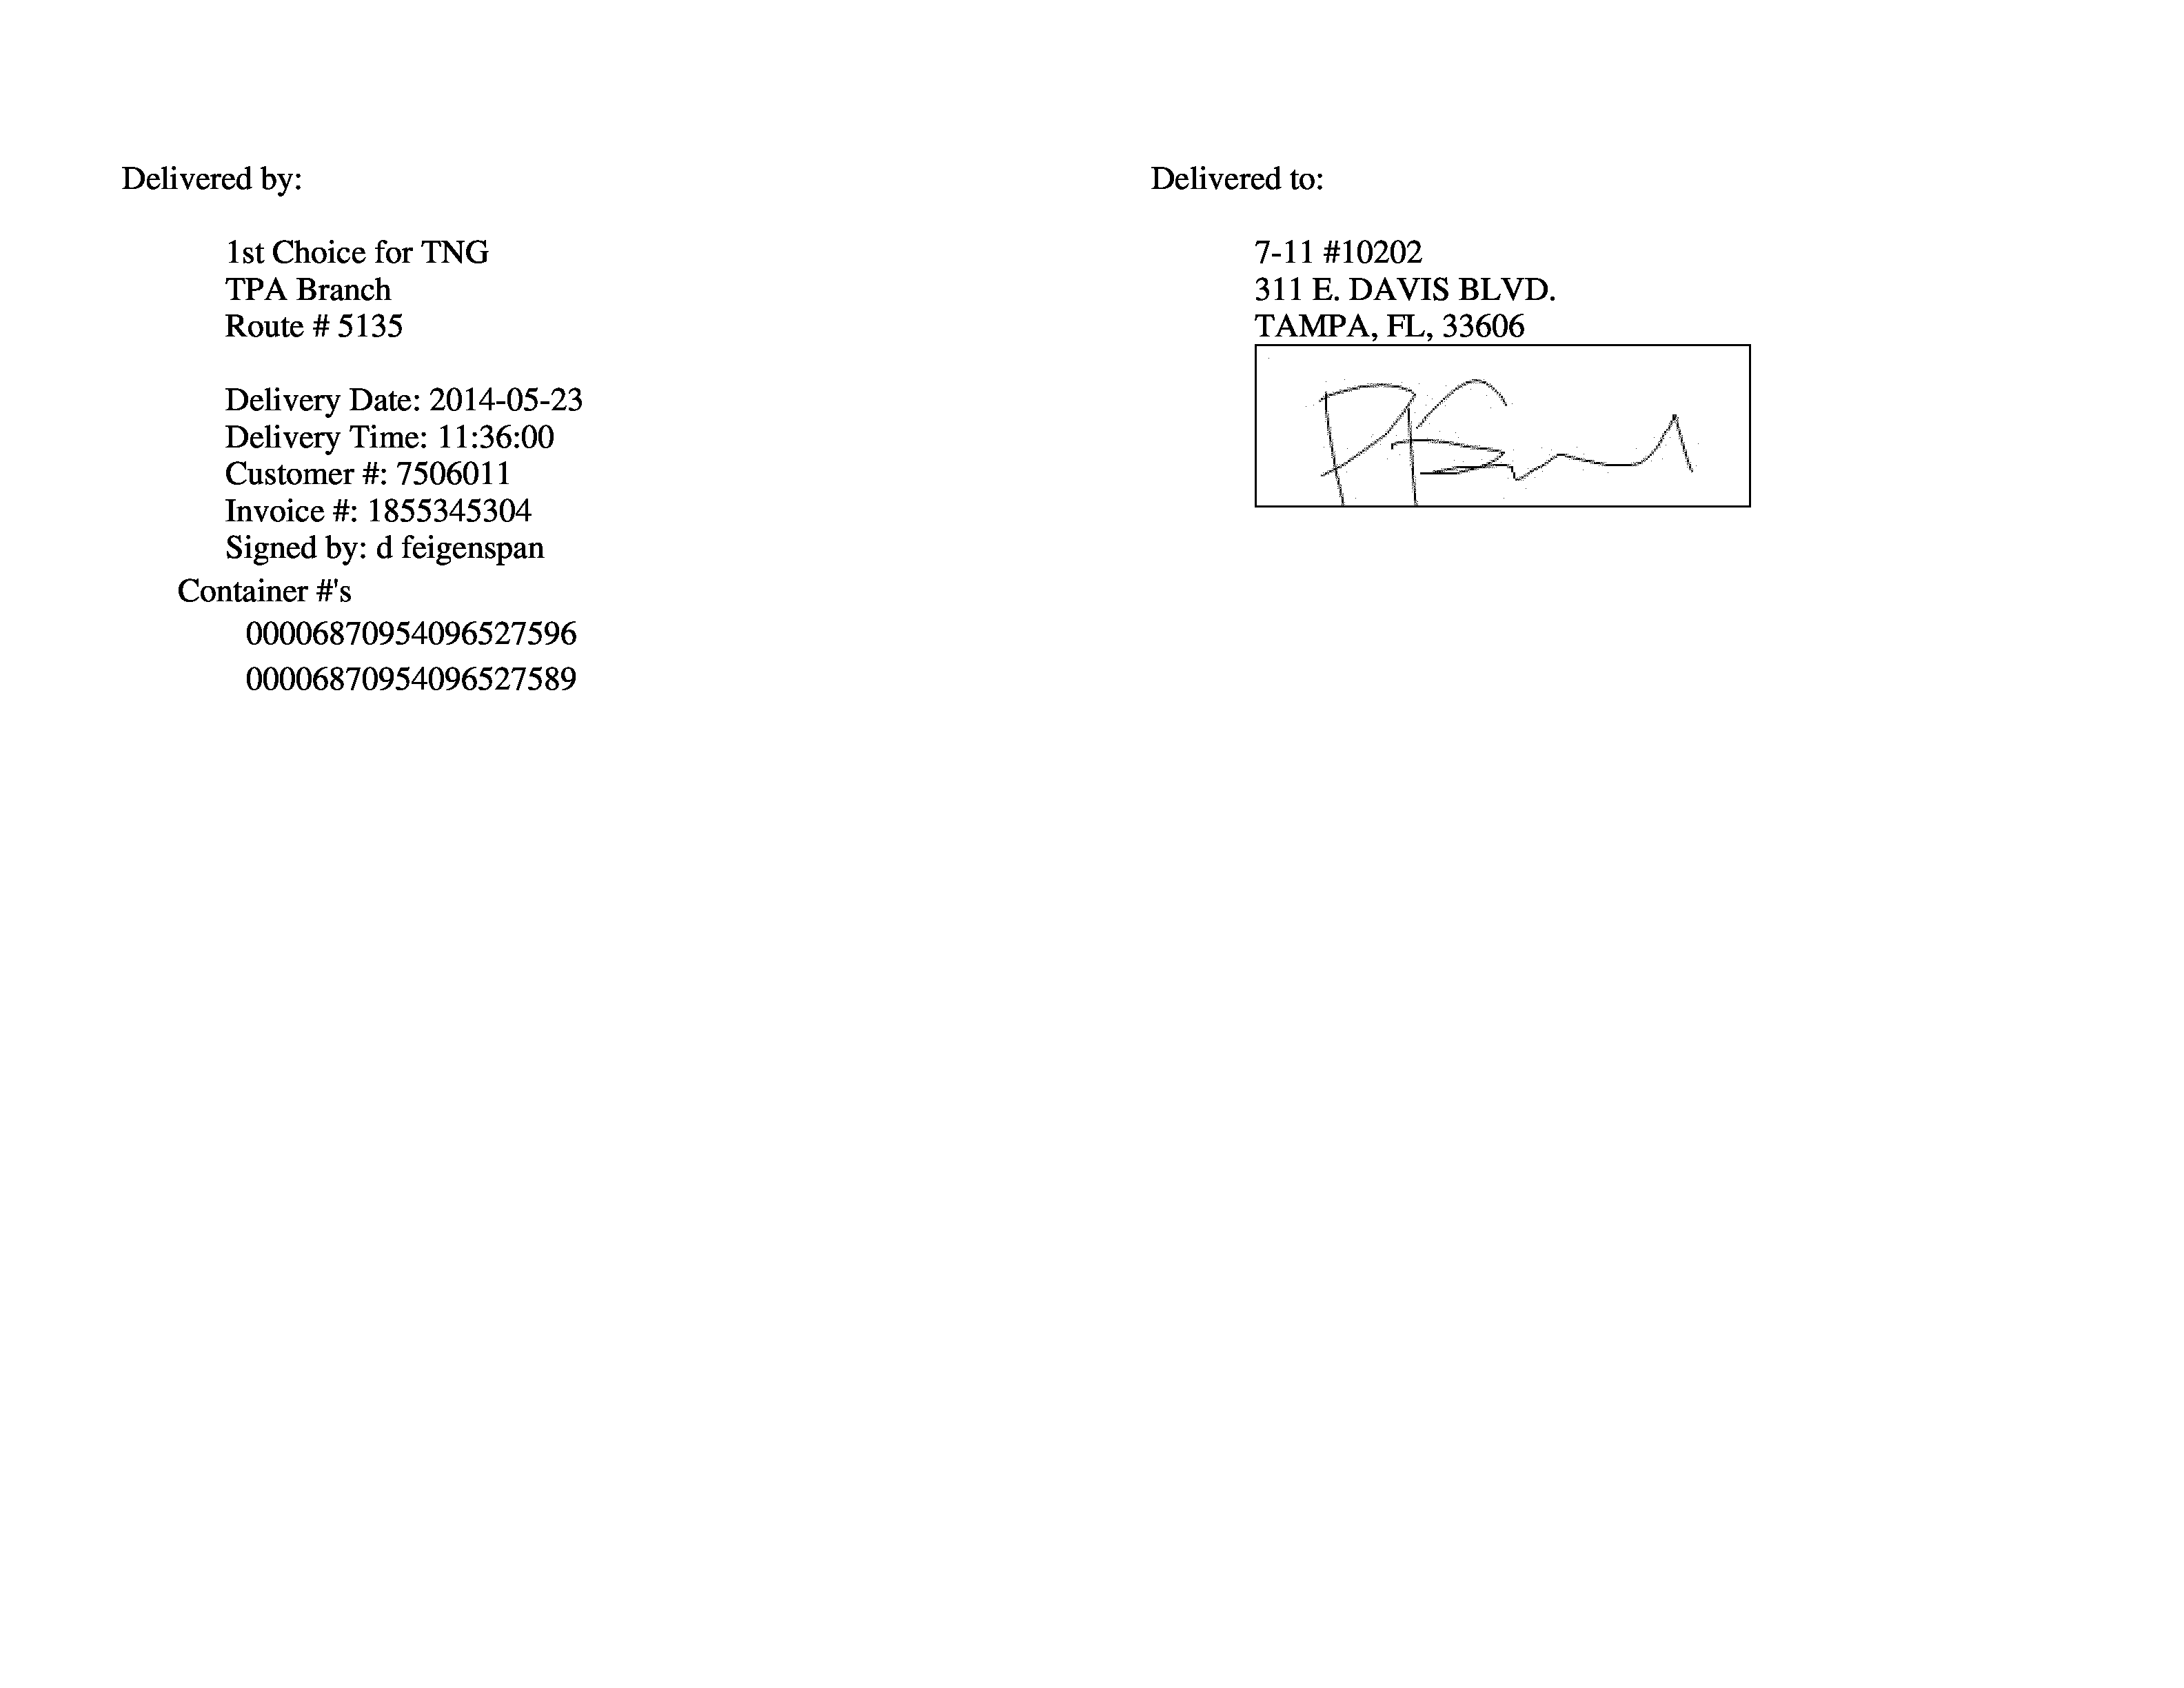 Delivered by:
1st Choice for TNG
TPA Branch
Route # 5135
Delivery Date: 2014-05-23
Delivery Time: 11:36:00
Customer #: 7506011
Invoice #: 1855345304
Signed by: d feigenspan
Container #'s
00006870954096527596
00006870954096527589
Delivered to:
7-11 #10202
311 E. DAVIS BLVD.
TAMPA, FL, 33606